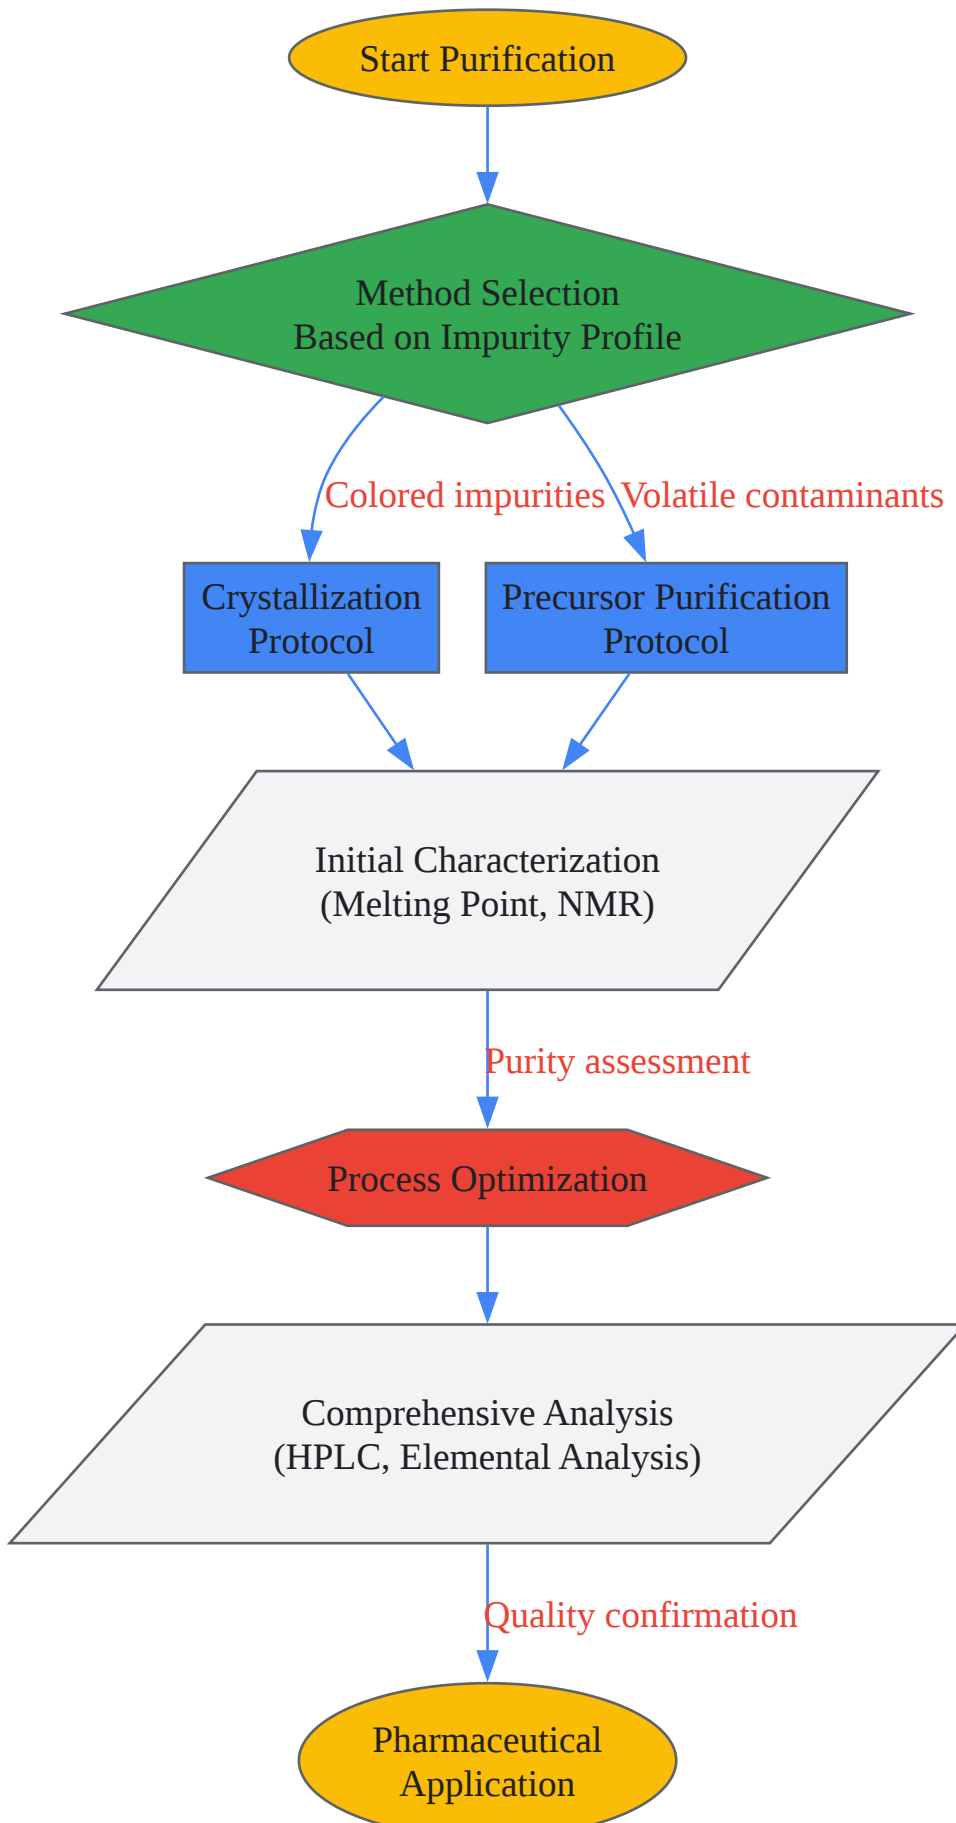 Start Purification
Method Selection
Based on Impurity Profile
Colored impurities
Volatile contaminants
Crystallization
Protocol
Precursor Purification
Protocol
Initial Characterization
(Melting Point, NMR)
Purity assessment
Process Optimization
Comprehensive Analysis
(HPLC, Elemental Analysis)
Quality confirmation
Pharmaceutical
Application